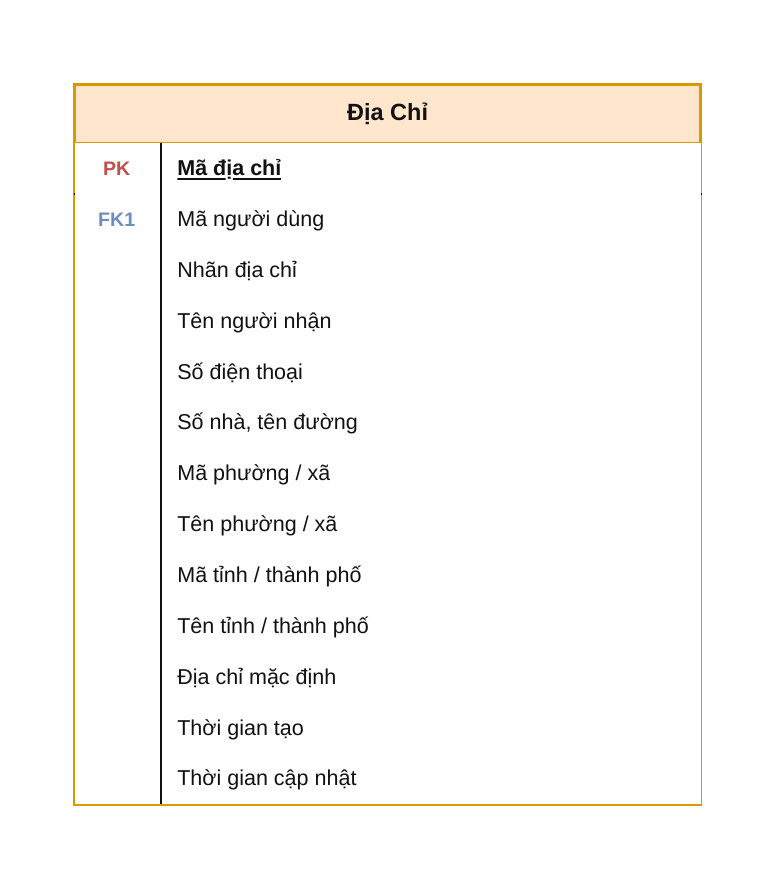 Địa Chỉ
PK Mã địa chỉ
FK1 Mã người dùng
Nhãn địa chỉ
Tên người nhận
Số điện thoại
Số nhà, tên đường
Mã phường / xã
Tên phường / xã
Mã tỉnh / thành phố
Tên tỉnh / thành phố
Địa chỉ mặc định
Thời gian tạo
Thời gian cập nhật